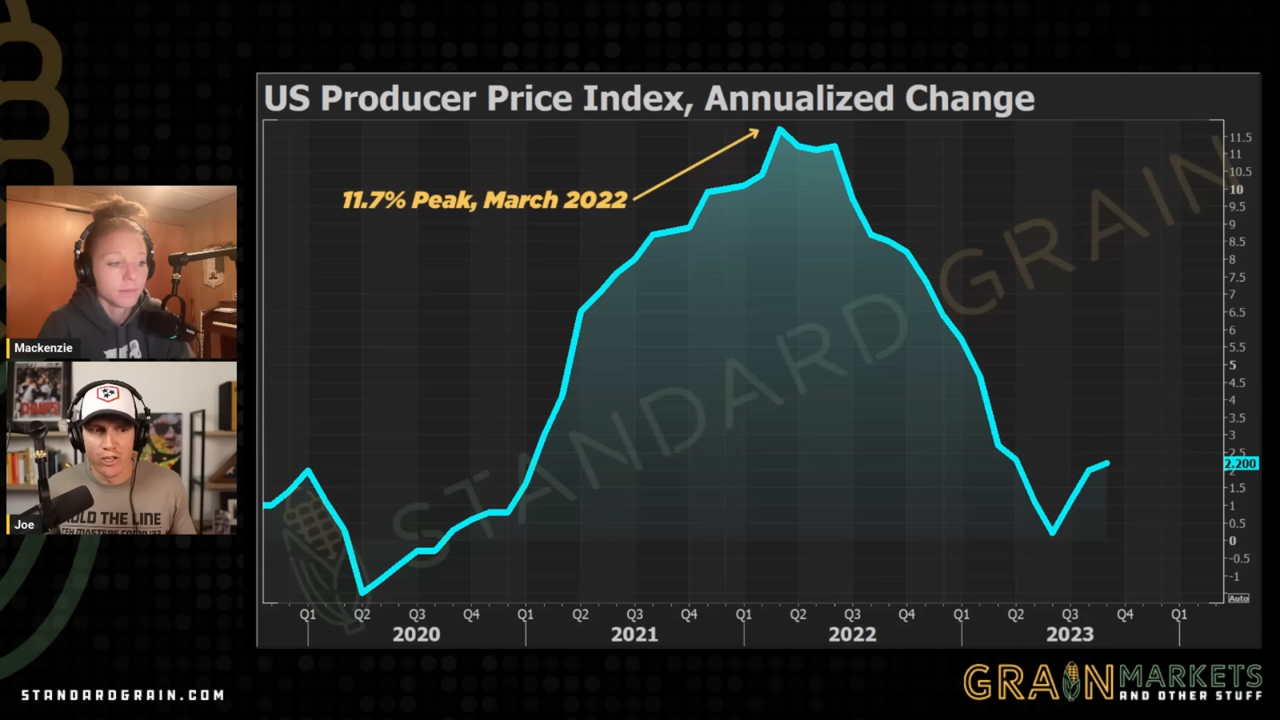 US Producer Price Index, Annualized Change
11.7% Peak, March 2022
STANDARD GRAIN
11.5
11
10.5
10
9.5
9
8.5
8
7.5
7
6.5
6
5.5
5
4.5
4
3.5
3
2.5
2.200
2
1.5
1
0.5
0
-0.5
-1
Auto
Q1 Q2 Q3 Q4 Q1 Q2 Q3 Q4 Q1 Q2 Q3 Q4 Q1 Q2 Q3 Q4 Q1
2020 2021 2022 2023
Mackenzie
HOLD THE LINE
Joe
STANDARDGRAIN.COM
GRAIN MARKETS
AND OTHER STUFF